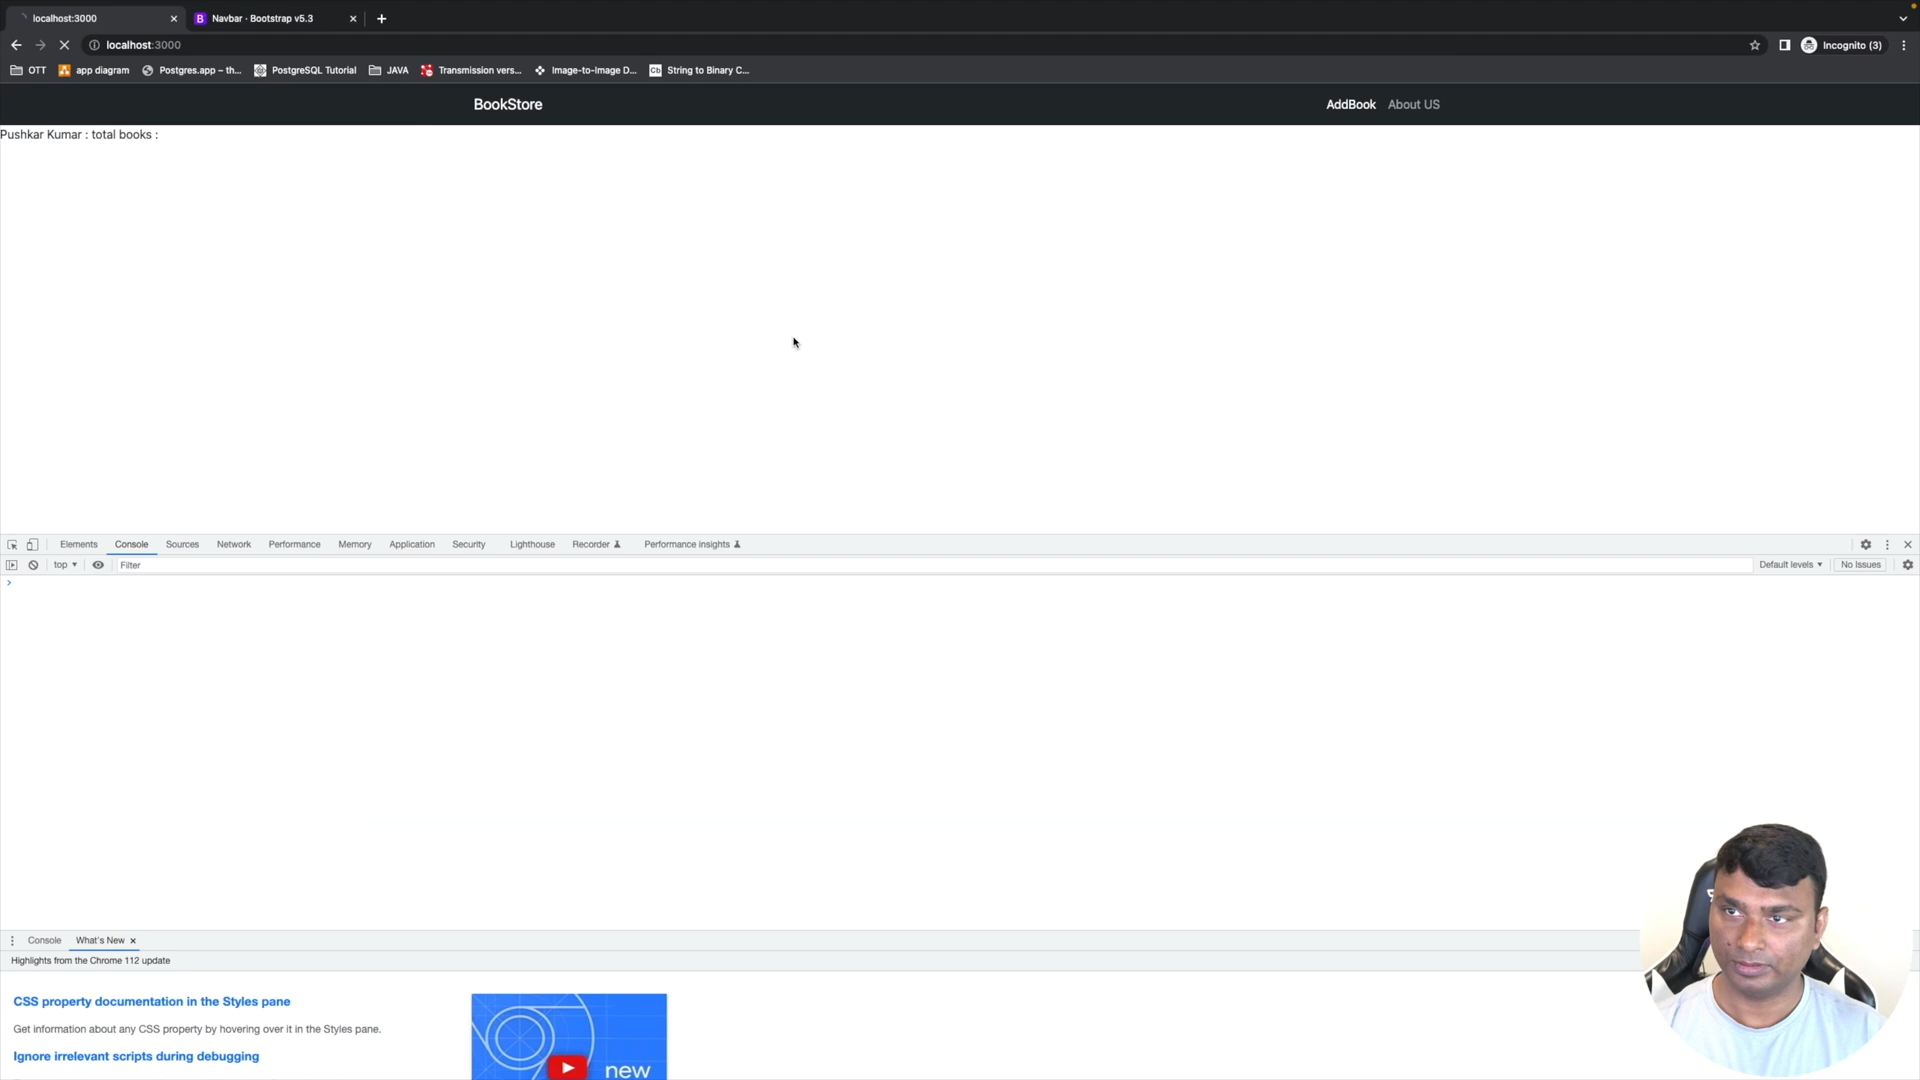 localhost:3000
Navbar · Bootstrap v5.3
localhost:3000
Incognito (3)
OTT
app diagram
Postgres.app – th...
PostgreSQL Tutorial
JAVA
Transmission vers...
Image-to-Image D...
Cb
String to Binary C...
BookStore
AddBook
About US
Pushkar Kumar : total books :
Elements
Console
Sources
Network
Performance
Memory
Application
Security
Lighthouse
Recorder
Performance insights
top
Filter
Default levels
No Issues
Console
What's New
Highlights from the Chrome 112 update
CSS property documentation in the Styles pane
Get information about any CSS property by hovering over it in the Styles pane.
Ignore irrelevant scripts during debugging
new